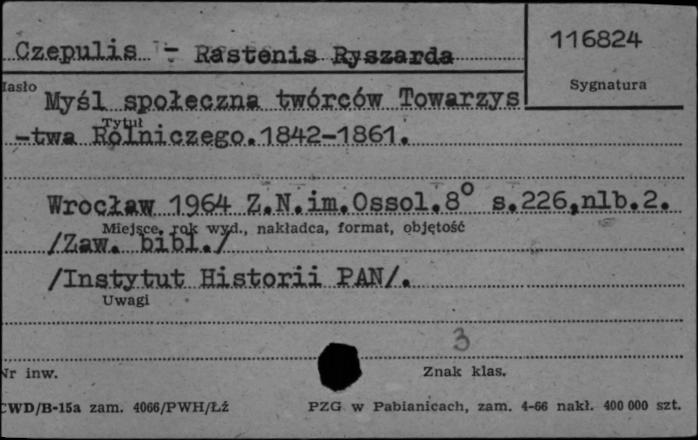 Czepulis - Rastenis Ryszarda
116824
Hasło
Sygnatura
Myśl społeczna twórców Towarzys
Tytuł
-twa Rolniczego.1842-1861.
Wrocław 1964 Z.N.im.Ossol.8° s.226,nlb.2.
Miejsce, rok wyd., nakładca, format, objętość
/Zaw. bibl./
/Instytut Historii PAN/.
Uwagi
3
Nr inw.
Znak klas.
CWD/B-15a zam. 4066/PWH/Łź
PZG w Pabianicach, zam. 4-66 nakł. 400 000 szt.